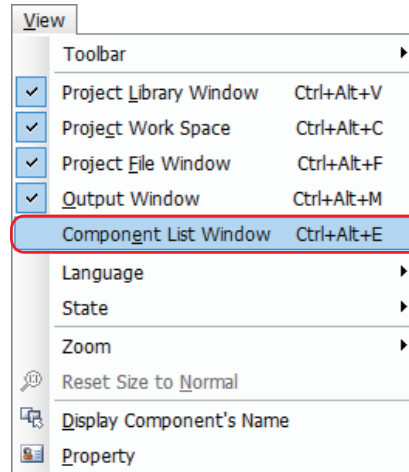 View
Toolbar
Project Library Window Ctrl+Alt+V
Project Work Space Ctrl+Alt+C
Project File Window Ctrl+Alt+F
Output Window Ctrl+Alt+M
Component List Window Ctrl+Alt+E
Language
State
Zoom
Reset Size to Normal
Display Component's Name
Property